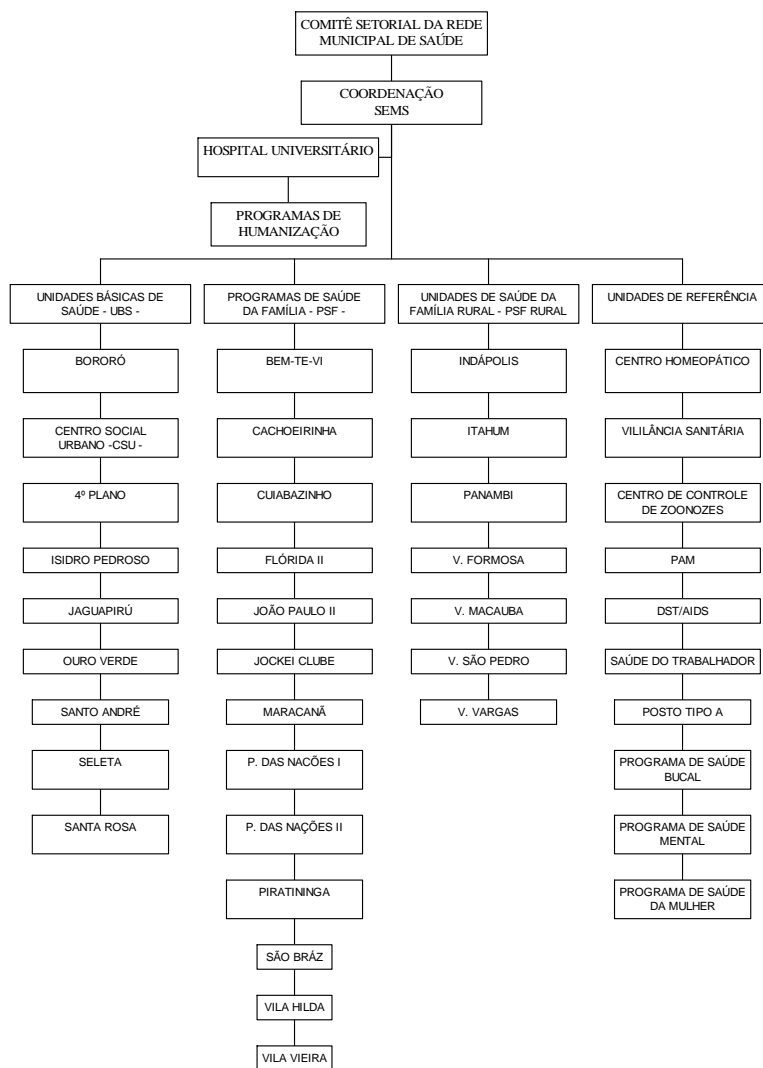 COMITÊ SETORIAL DA REDE
MUNICIPAL DE SAÚDE
COORDENAÇÃO
SEMS
HOSPITAL UNIVERSITÁRIO
PROGRAMAS DE
HUMANIZAÇÃO
UNIDADES BÁSICAS DE
SAÚDE - UBS -
BORORÓ
CENTRO SOCIAL
URBANO -CSU -
4º PLANO
ISIDRO PEDROSO
JAGUAPIRÚ
OURO VERDE
SANTO ANDRÉ
SELETA
SANTA ROSA
PROGRAMAS DE SAÚDE
DA FAMÍLIA - PSF -
BEM-TE-VI
CACHOEIRINHA
CUIABAZINHO
FLÓRIDA II
JOÃO PAULO II
JOCKEI CLUBE
MARACANÃ
P. DAS NACÕES I
P. DAS NAÇÕES II
PIRATININGA
SÃO BRÁZ
VILA HILDA
VILA VIEIRA
UNIDADES DE SAÚDE DA
FAMÍLIA RURAL - PSF RURAL
INDÁPOLIS
ITAHUM
PANAMBI
V. FORMOSA
V. MACAUBA
V. SÃO PEDRO
V. VARGAS
UNIDADES DE REFERÊNCIA
CENTRO HOMEOPÁTICO
VILILÂNCIA SANITÁRIA
CENTRO DE CONTROLE
DE ZOONOZES
PAM
DST/AIDS
SAÚDE DO TRABALHADOR
POSTO TIPO A
PROGRAMA DE SAÚDE
BUCAL
PROGRAMA DE SAÚDE
MENTAL
PROGRAMA DE SAÚDE
DA MULHER